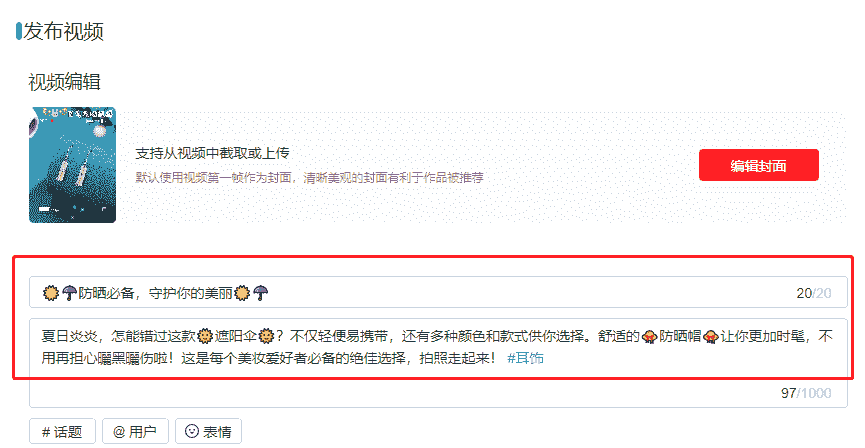 发布视频
视频编辑
支持从视频中截取或上传
默认使用视频第一帧作为封面，清晰美观的封面有利于作品被推荐
编辑封面
🌞☂防晒必备，守护你的美丽🌞☂
20/20
夏日炎炎，怎能错过这款🌞遮阳伞🌞？不仅轻便易携带，还有多种颜色和款式供你选择。舒适的👒防晒帽👒让你更加时髦，不
用再担心曬黑曬伤啦！这是每个美妆爱好者必备的绝佳选择，拍照走起来！ #耳饰
97/1000
# 话题
@ 用户
表情